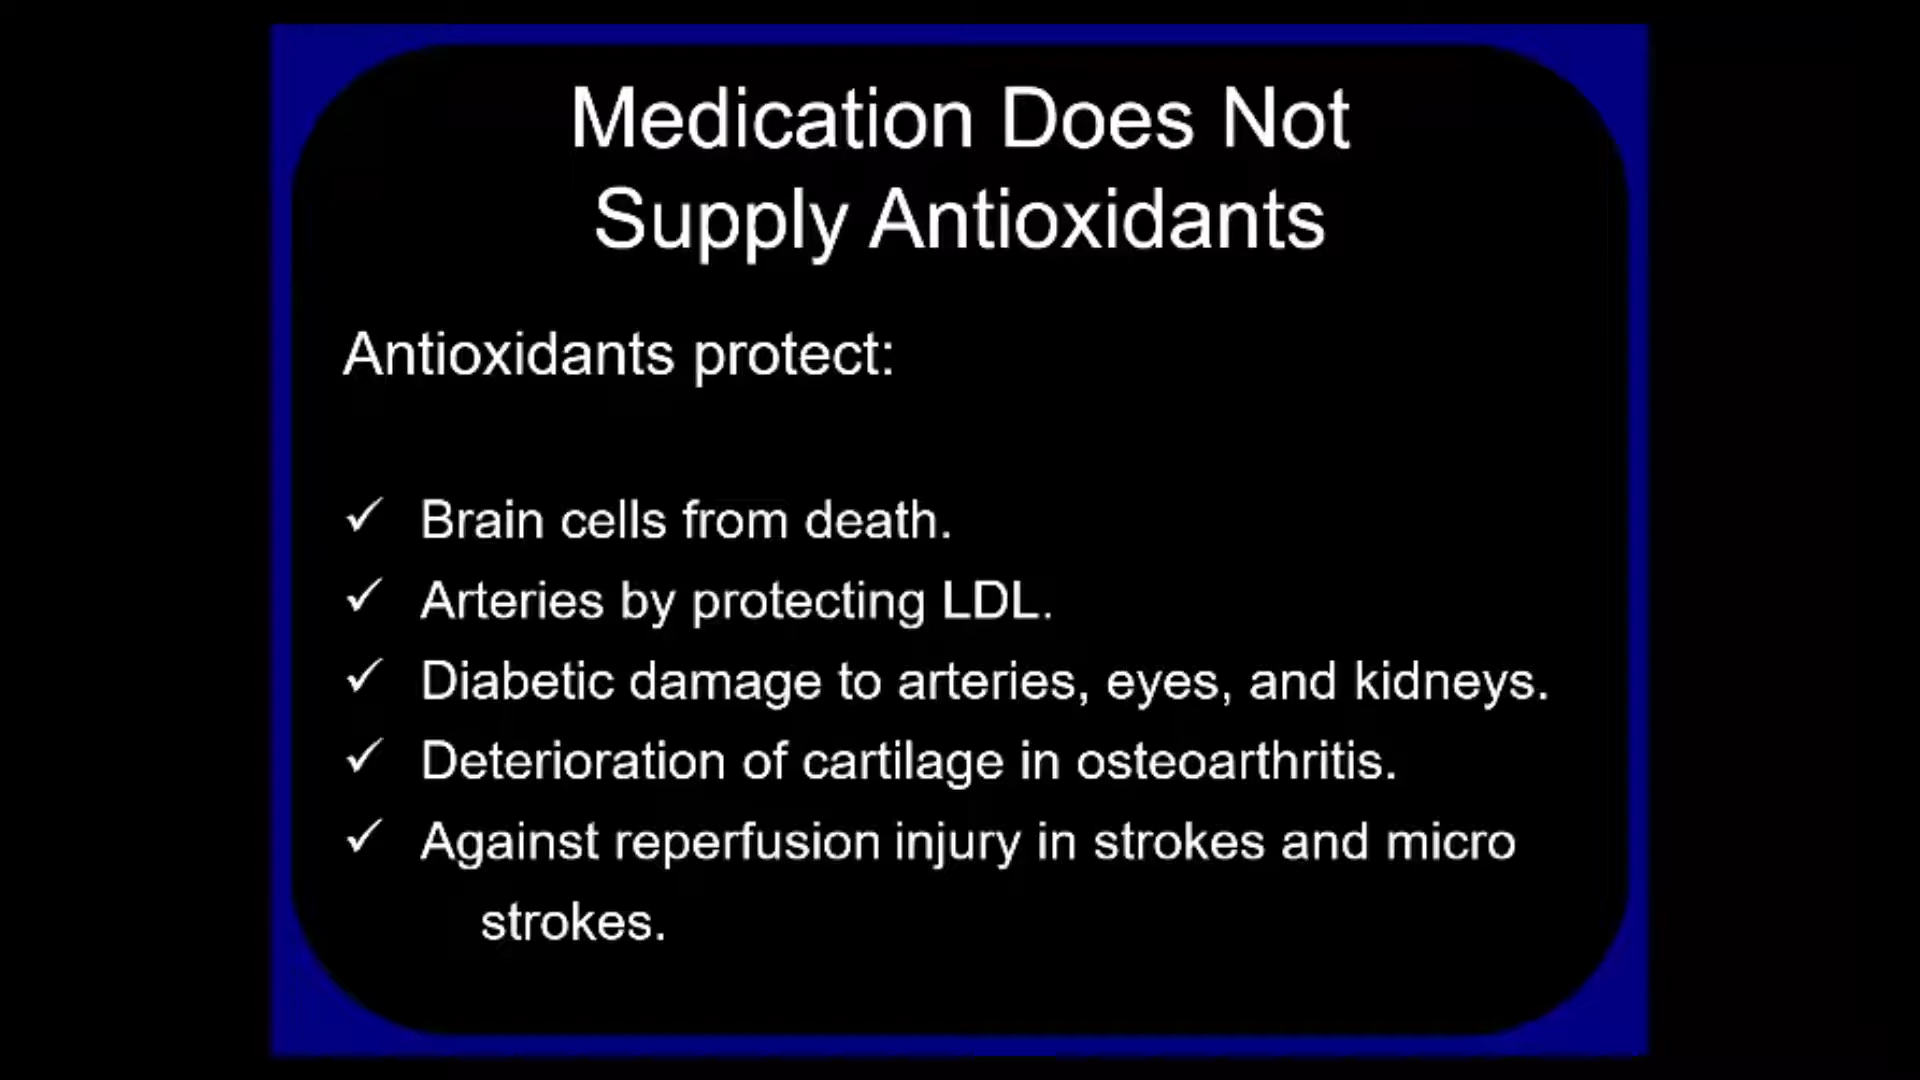 Medication Does Not
Supply Antioxidants
Antioxidants protect:
✓ Brain cells from death.
✓ Arteries by protecting LDL.
✓ Diabetic damage to arteries, eyes, and kidneys.
✓ Deterioration of cartilage in osteoarthritis.
✓ Against reperfusion injury in strokes and micro
strokes.